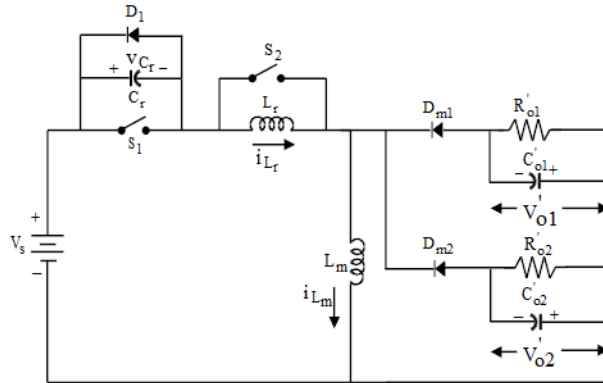 D1
+ VCr −
Cr
S1
S2
Lr
iLr
Dm1
R'o1
C'o1
− +
V'o1
+
Vs
−
Lm
iLm
Dm2
R'o2
C'o2
− +
V'o2